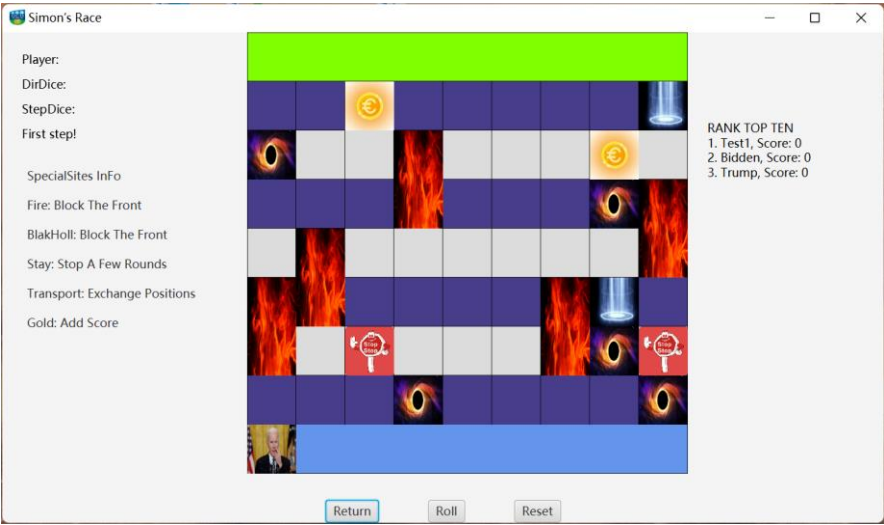 Simon's Race
Player:
DirDice:
StepDice:
First step!
SpecialSites InFo
Fire: Block The Front
BlakHoll: Block The Front
Stay: Stop A Few Rounds
Transport: Exchange Positions
Gold: Add Score
RANK TOP TEN
1. Test1, Score: 0
2. Bidden, Score: 0
3. Trump, Score: 0
Return
Roll
Reset